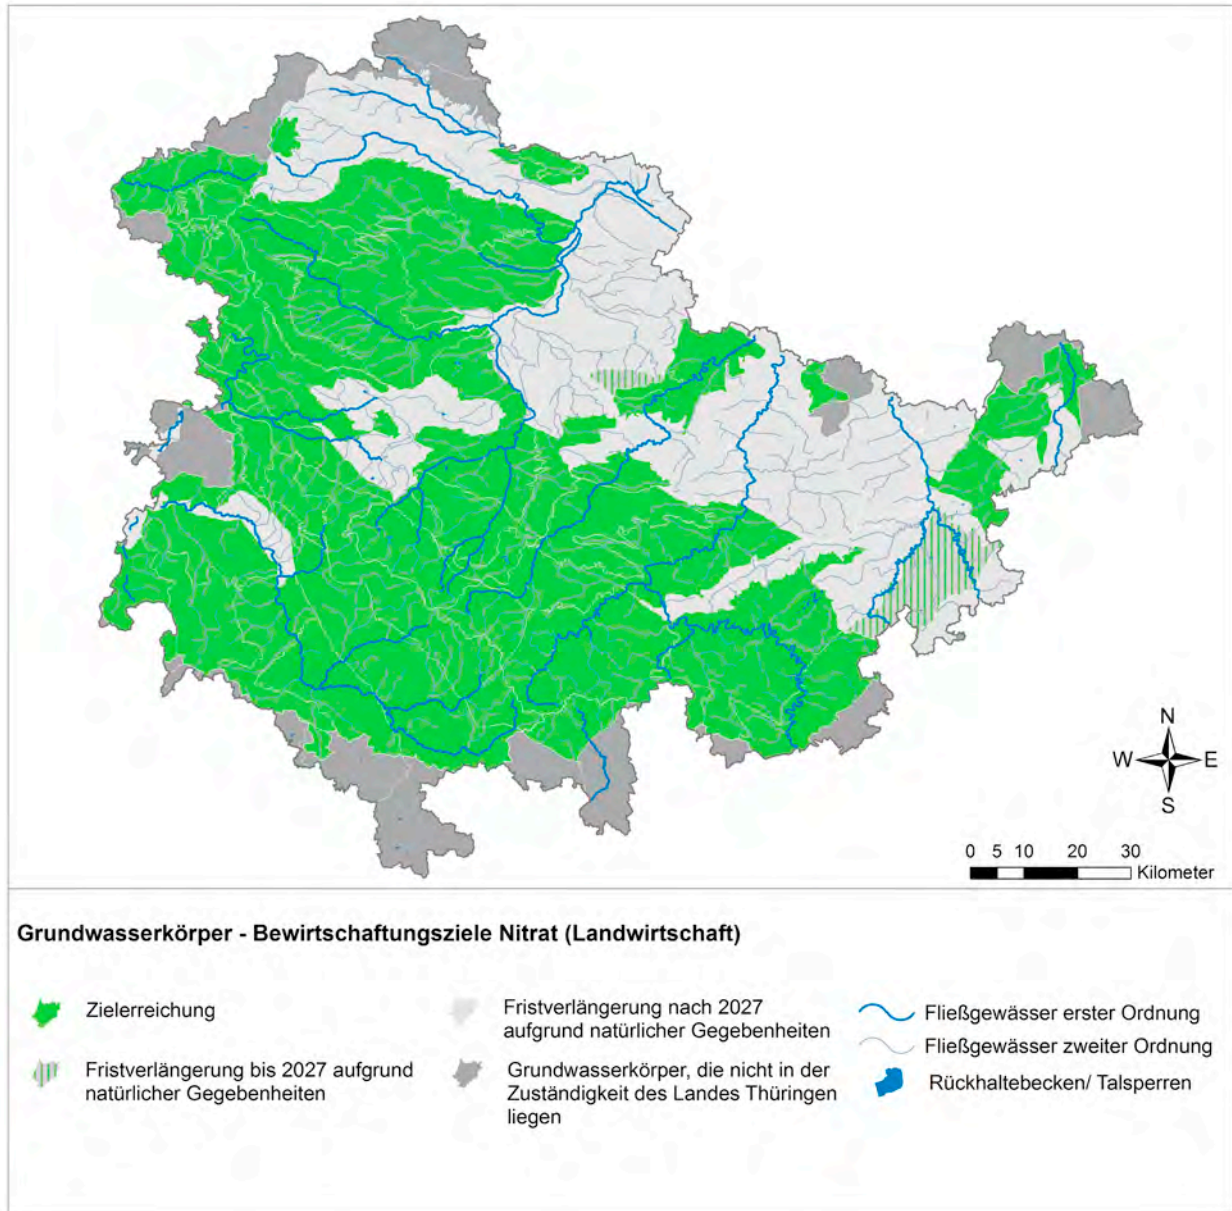 N
W E
S
0 5 10 20 30
Kilometer
Grundwasserkörper - Bewirtschaftungsziele Nitrat (Landwirtschaft)
Zielerreichung
Fristverlängerung bis 2027 aufgrund
natürlicher Gegebenheiten
Fristverlängerung nach 2027
aufgrund natürlicher Gegebenheiten
Grundwasserkörper, die nicht in der
Zuständigkeit des Landes Thüringen
liegen
Fließgewässer erster Ordnung
Fließgewässer zweiter Ordnung
Rückhaltebecken/ Talsperren